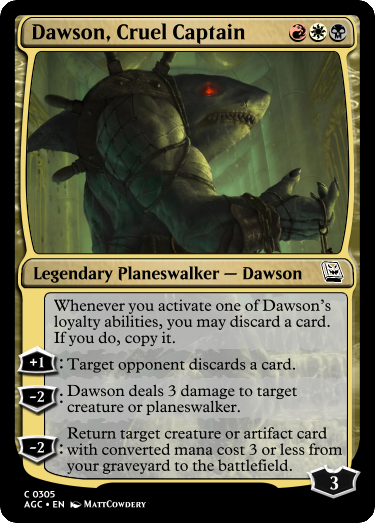 Dawson, Cruel Captain
Legendary Planeswalker — Dawson
Whenever you activate one of Dawson's
loyalty abilities, you may discard a card.
If you do, copy it.
+1: Target opponent discards a card.
-2: Dawson deals 3 damage to target
creature or planeswalker.
-2: Return target creature or artifact card
with converted mana cost 3 or less from
your graveyard to the battlefield.
3
C 0305
AGC • EN MattCowdery